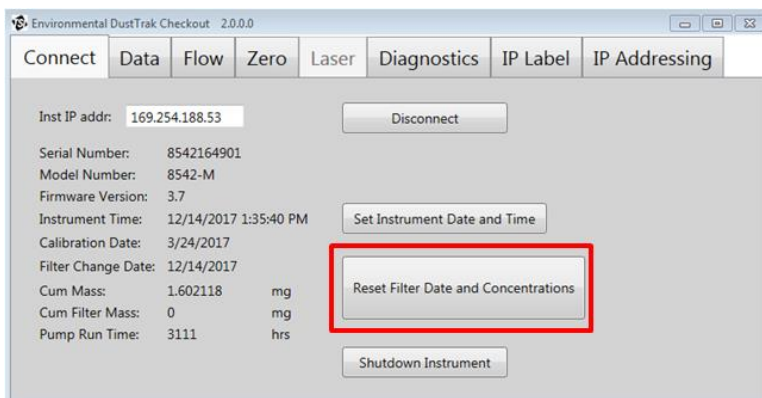 Environmental DustTrak Checkout 2.0.0.0
Connect Data Flow Zero Laser Diagnostics IP Label IP Addressing
Inst IP addr: 169.254.188.53 Disconnect
Serial Number: 8542164901
Model Number: 8542-M
Firmware Version: 3.7
Instrument Time: 12/14/2017 1:35:40 PM Set Instrument Date and Time
Calibration Date: 3/24/2017
Filter Change Date: 12/14/2017
Cum Mass: 1.602118 mg Reset Filter Date and Concentrations
Cum Filter Mass: 0 mg
Pump Run Time: 3111 hrs
Shutdown Instrument